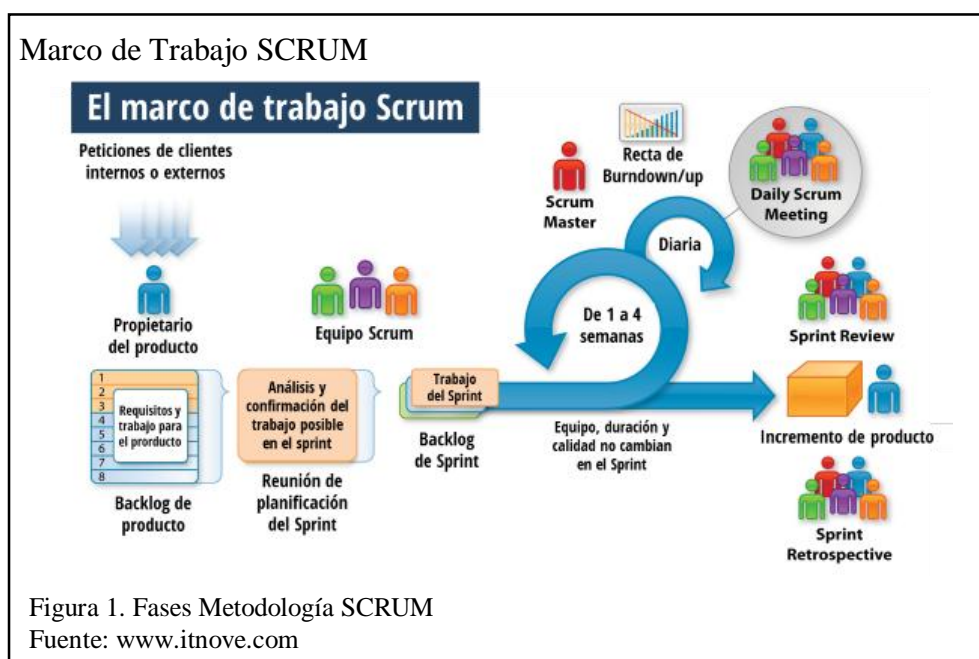 Marco de Trabajo SCRUM
El marco de trabajo Scrum
Peticiones de clientes
internos o externos
Propietario
del producto
1
2
3
4
5
6
7
8
Requisitos y
trabajo para
el prorducto
Backlog de
producto
Equipo Scrum
Análisis y
confirmación del
trabajo posible
en el sprint
Reunión de
planificación
del Sprint
Trabajo
del Sprint
Backlog
de Sprint
Scrum
Master
Recta de
Burndown/up
Daily Scrum
Meeting
Diaria
De 1 a 4
semanas
Equipo, duración y
calidad no cambian
en el Sprint
Sprint Review
Incremento de producto
Sprint
Retrospective
Figura 1. Fases Metodología SCRUM
Fuente: www.itnove.com